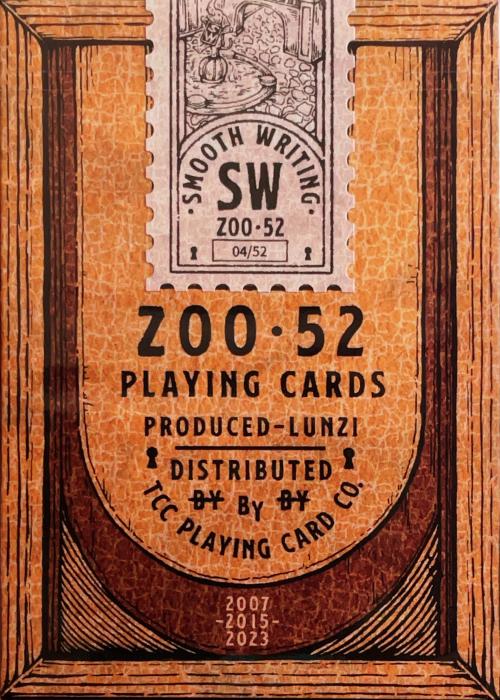 ·SMOOTH WRITING·
SW
ZOO·52
04/52
ZOO·52
PLAYING CARDS
PRODUCED-LUNZI
DISTRIBUTED
BY By BY
TCC PLAYING CARD CO.
2007
-2015-
2023